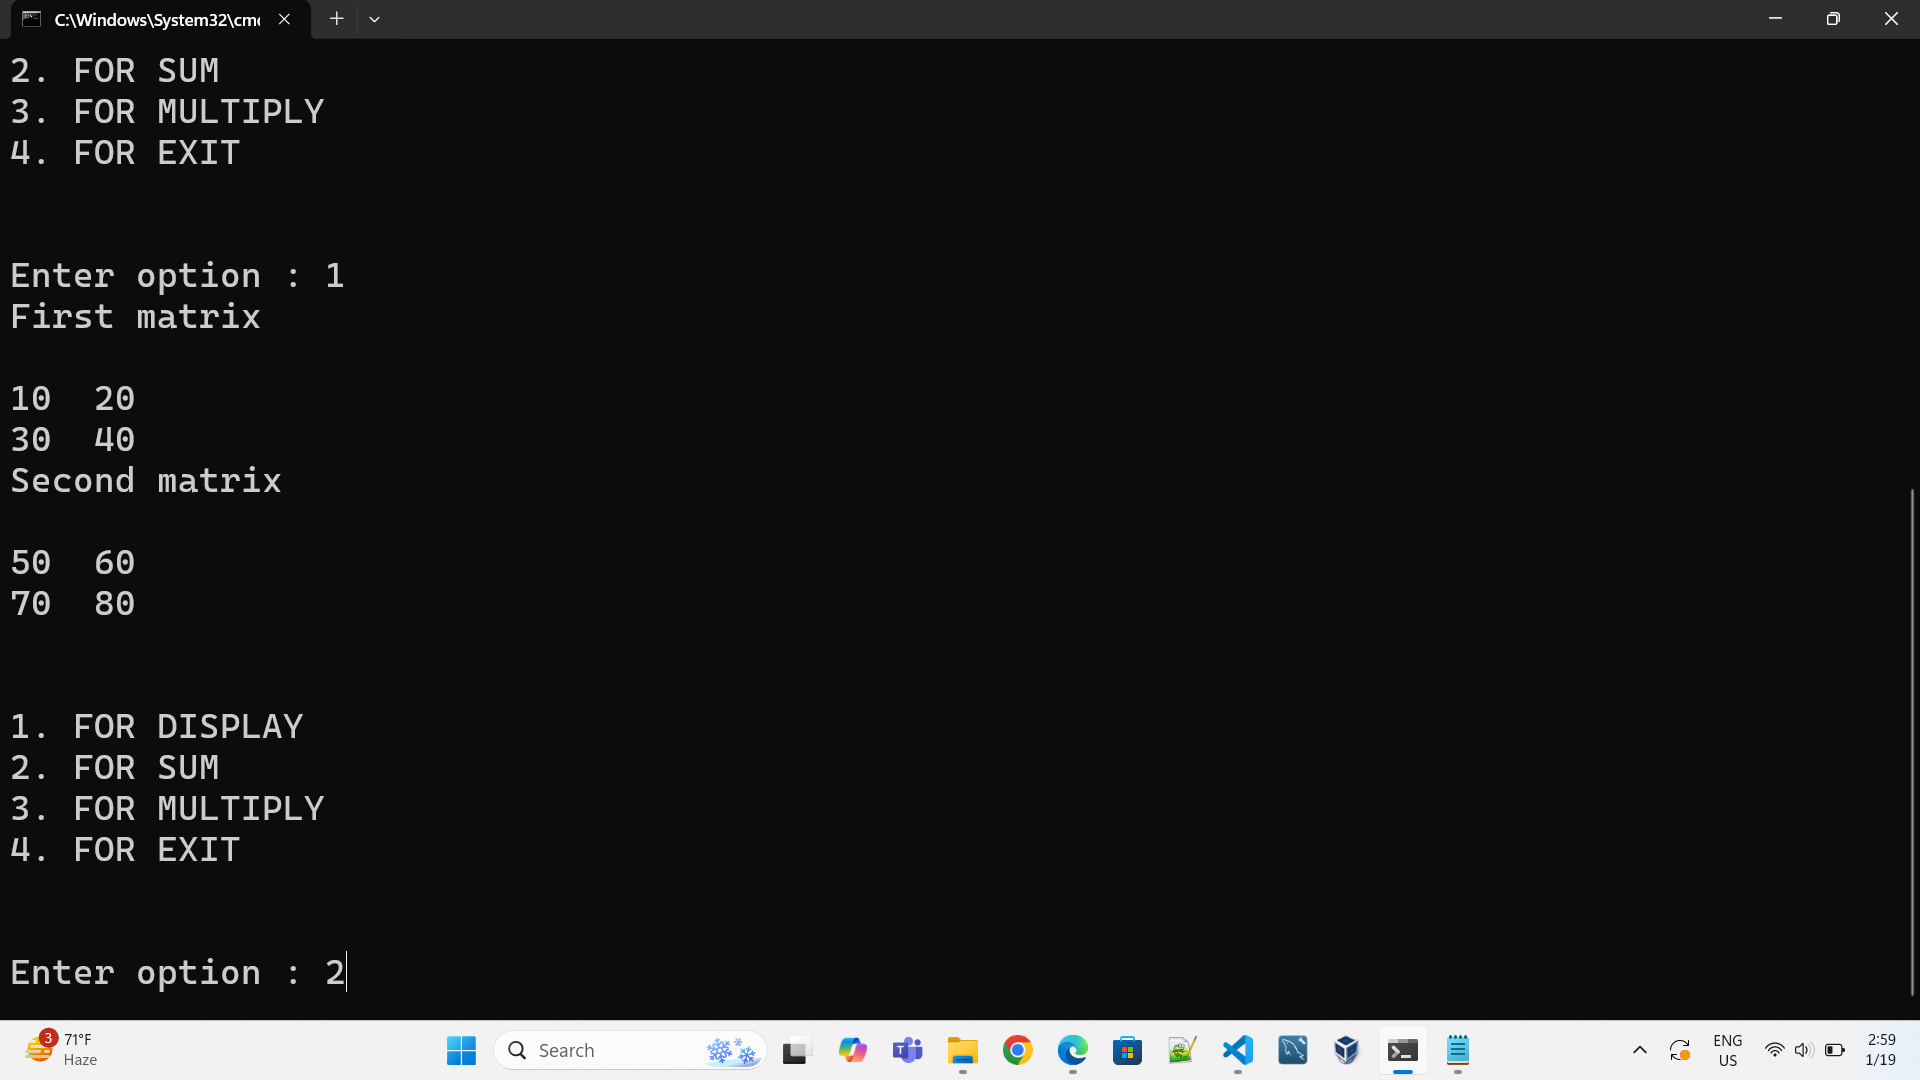 C:\Windows\System32\cm
2. FOR SUM
3. FOR MULTIPLY
4. FOR EXIT
Enter option : 1
First matrix
10  20
30  40
Second matrix
50  60
70  80
1. FOR DISPLAY
2. FOR SUM
3. FOR MULTIPLY
4. FOR EXIT
Enter option : 2
3
71°F
Haze
Search
ENG
US
2:59
1/19